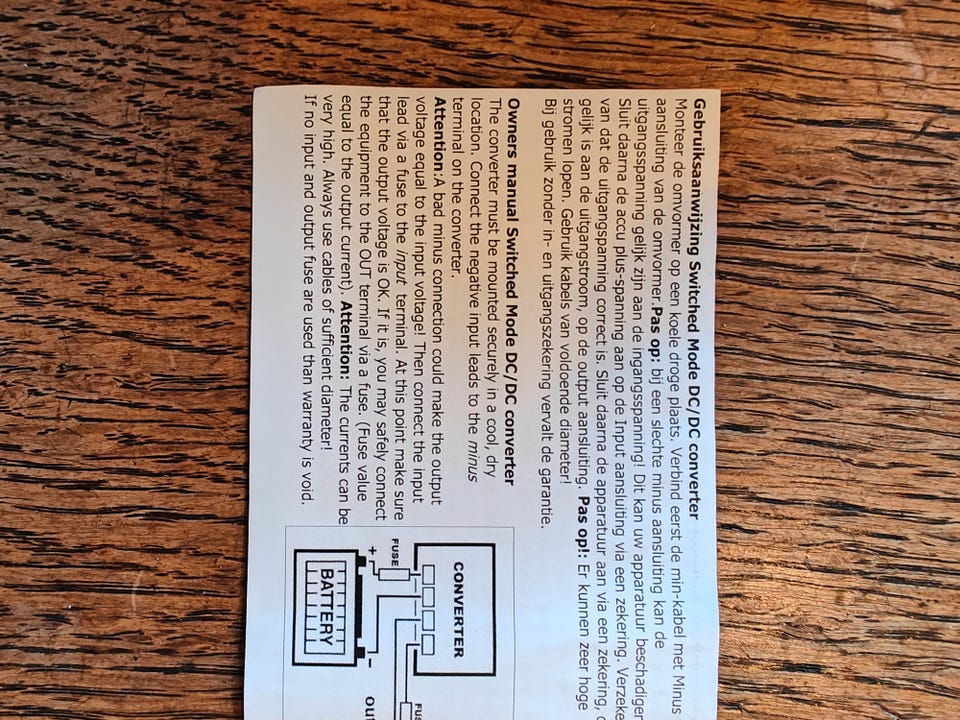 Gebruiksaanwijzing Switched Mode DC/DC converter
Monteer de omvormer op een koele droge plaats. Verbind eerst de min-kabel met Minus
aansluiting van de omvormer. Pas op: bij een slechte minus aansluiting kan de
uitgangsspanning gelijk zijn aan de ingangsspanning! Dit kan uw apparatuur
Sluit daarna de accu plus-spanning aan op de Input aansluiting via een zekering.
van dat de uitgangspanning correct is. Sluit daarna de apparatuur aan via een zekering,
gelijk is aan de uitgangstroom, op de output aansluiting. Pas op!: Er kunnen zeer hoge
stromen lopen. Gebruik kabels van voldoende diameter!
Bij gebruik zonder in- en uitgangszekering vervalt de garantie.
Owners manual Switched Mode DC/DC converter
The converter must be mounted securely in a cool, dry
location. Connect the negative input leads to the minus
terminal on the converter.
Attention:A bad minus connection could make the output
voltage equal to the input voltage! Then connect the input
lead via a fuse to the input terminal. At this point make sure
that the output voltage is OK. If it is, you may safely connect
the equipment to the OUT terminal via a fuse. (Fuse value
equal to the output current). Attention: The currents can be
very high. Always use cables of sufficient diameter!
If no input and output fuse are used than warranty is void.
CONVERTER
FUSE
+ -
BATTERY